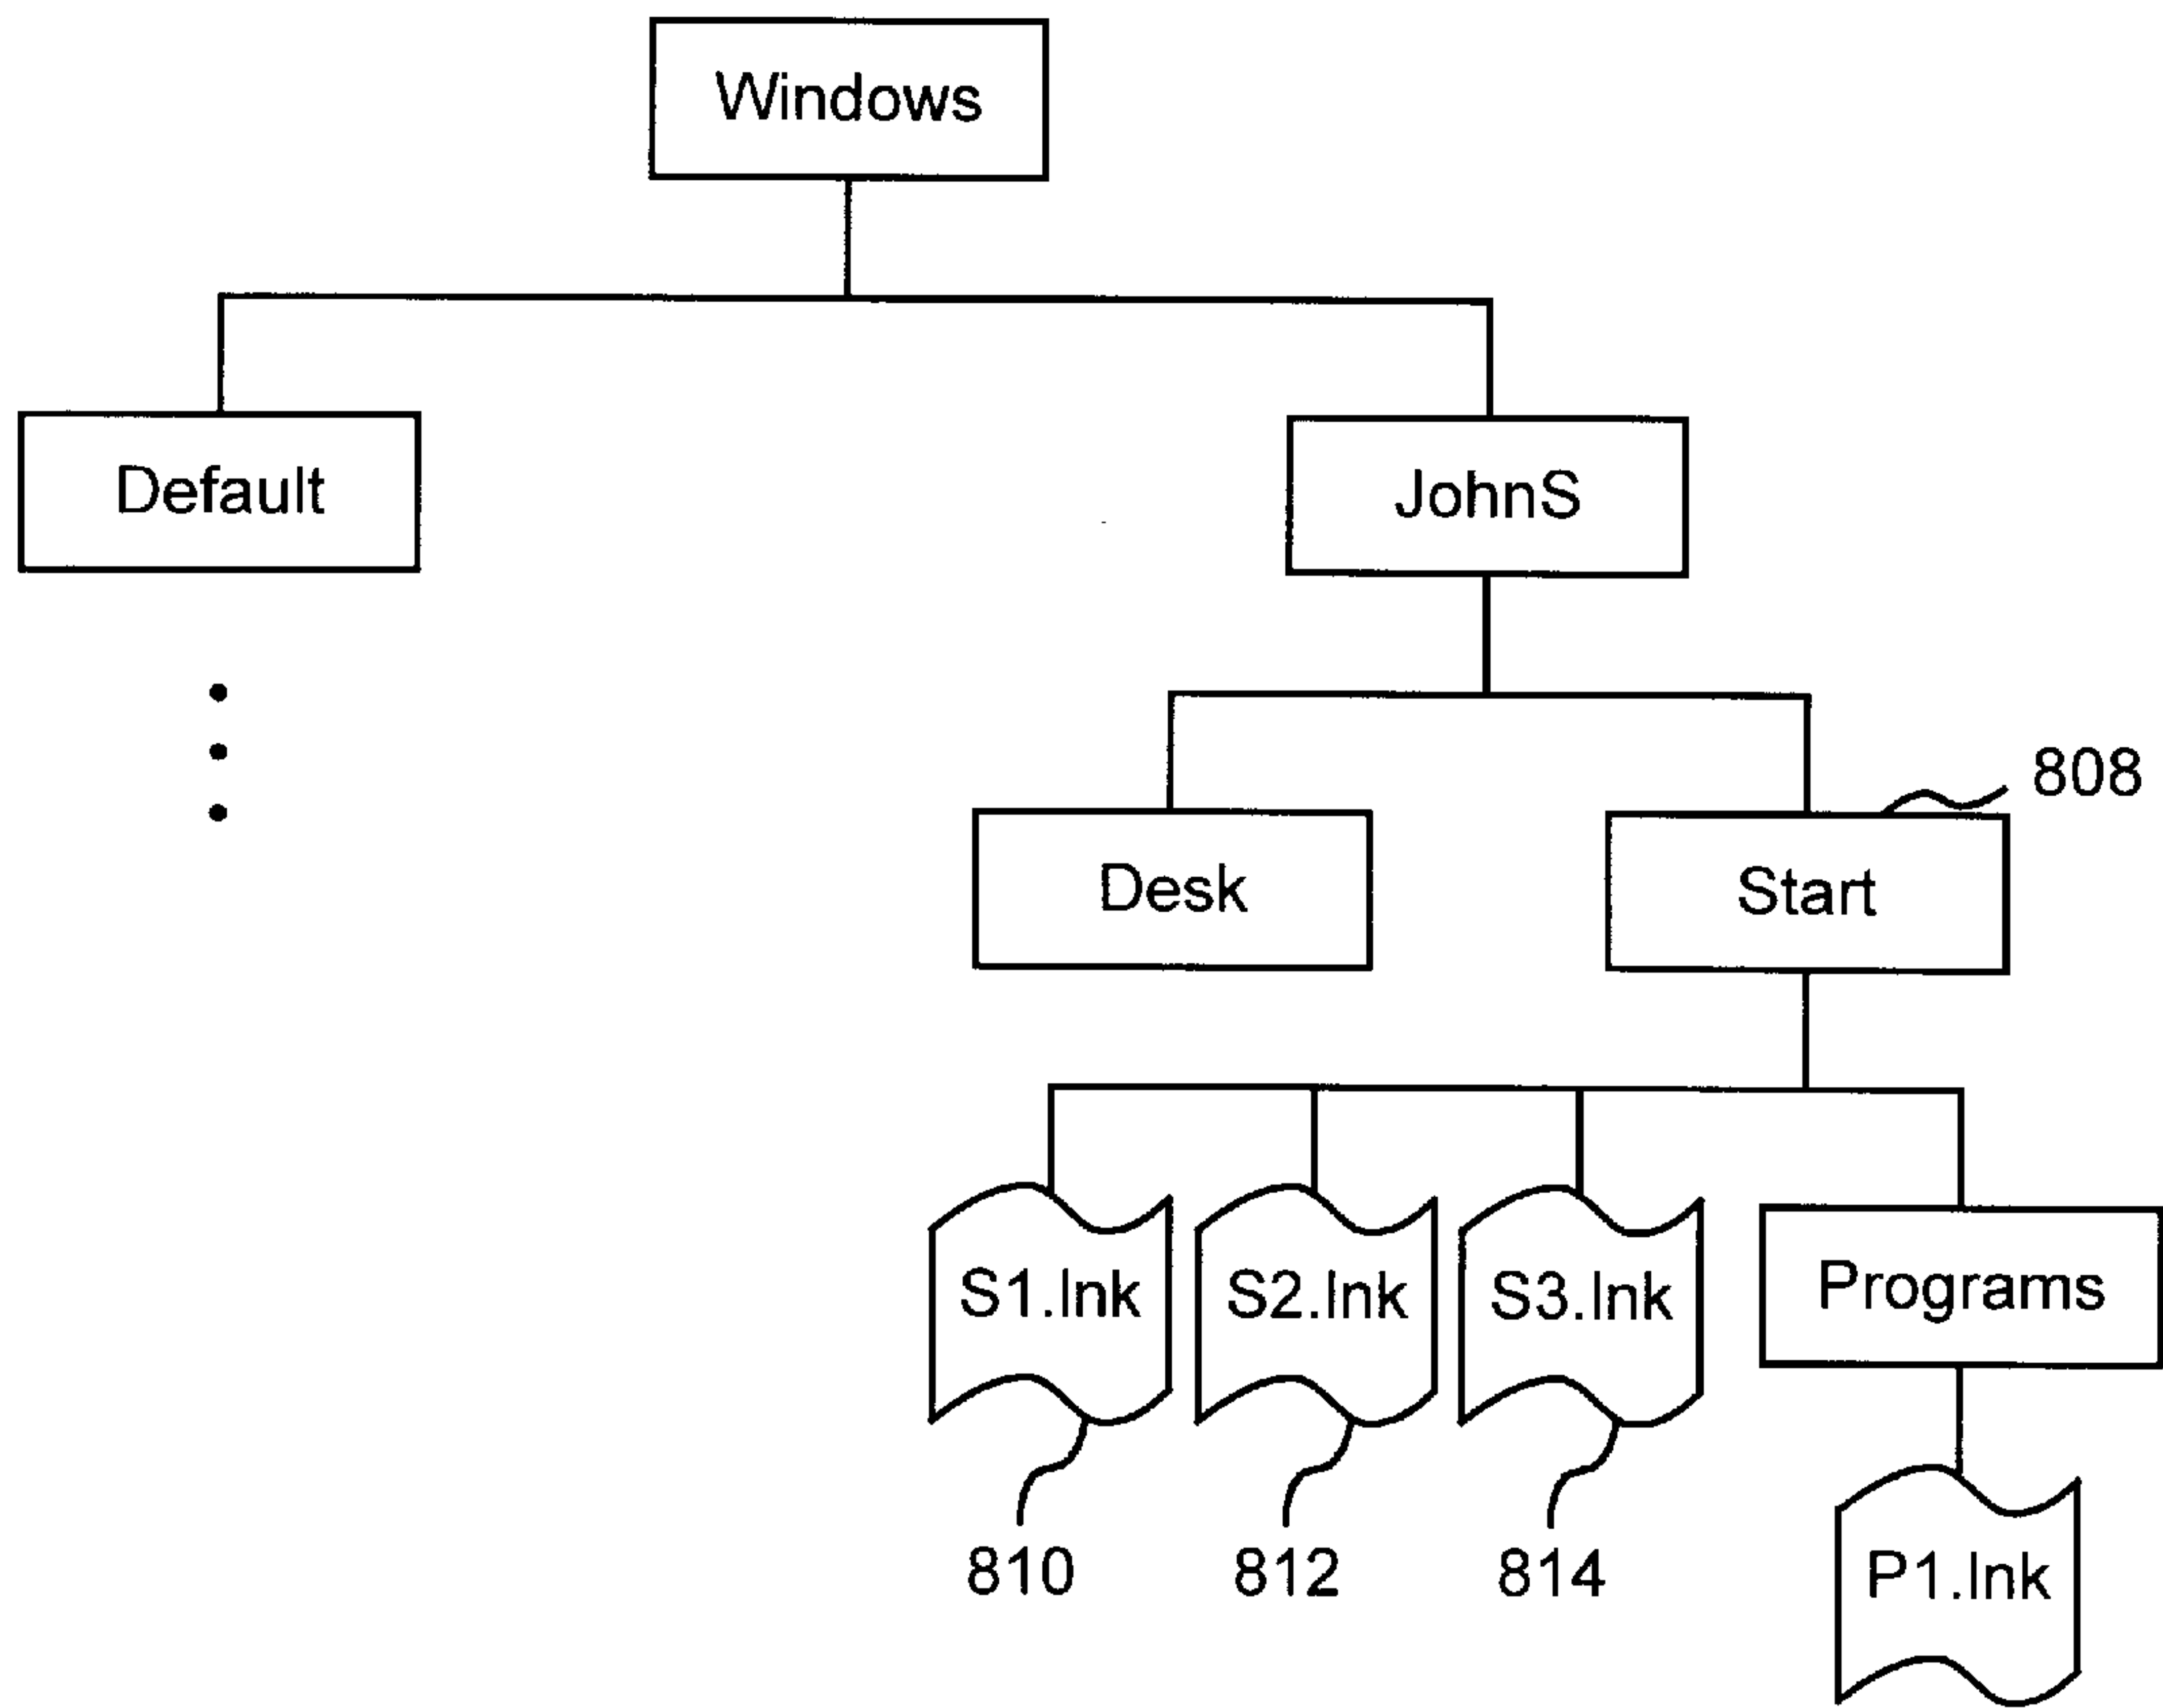 Windows
Default
JohnS
808
Desk
Start
S1.lnk
S2.lnk
S3.lnk
Programs
810
812
814
P1.lnk